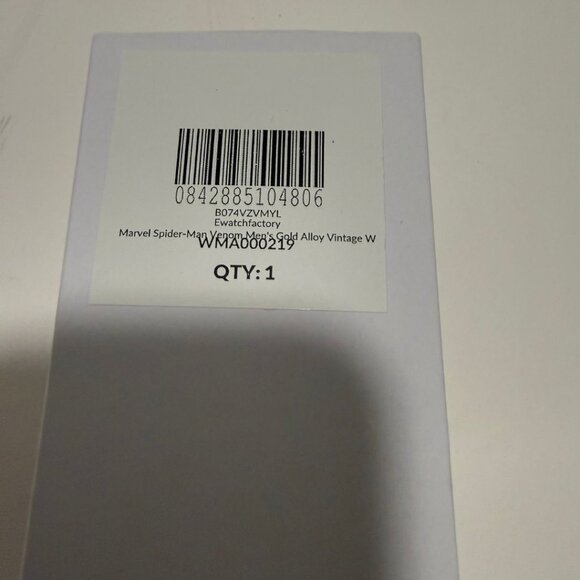 0842885104806
B074VZVMYL
Ewatchfactory
Marvel Spider-Man Venom Men's Gold Alloy Vintage W
WMA000219
QTY: 1